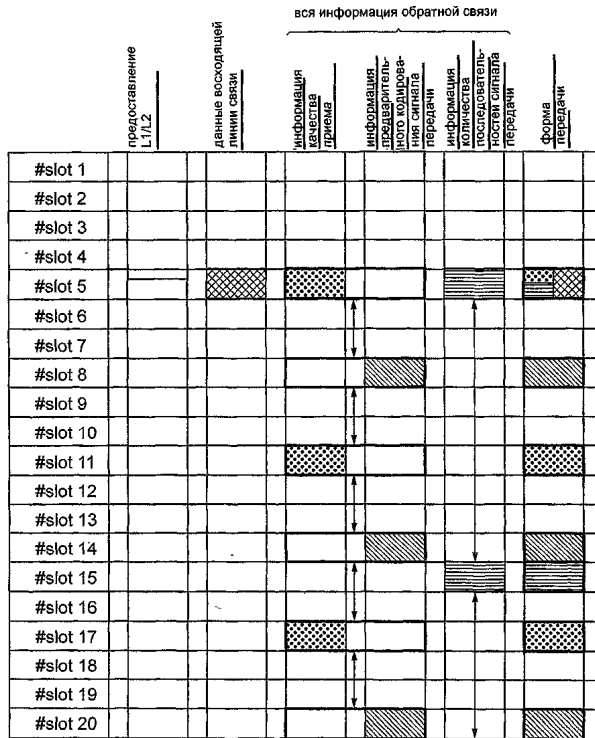 вся информация обратной связи
предоставление
L1/L2
данные восходящей
линии связи
информация
качества
приема
информация
предваритель-
ного кодирова-
ния сигнала
передачи
информация
количества
последователь-
ностей сигнала
передачи
форма
передачи
#slot 1
#slot 2
#slot 3
#slot 4
#slot 5
#slot 6
#slot 7
#slot 8
#slot 9
#slot 10
#slot 11
#slot 12
#slot 13
#slot 14
#slot 15
#slot 16
#slot 17
#slot 18
#slot 19
#slot 20